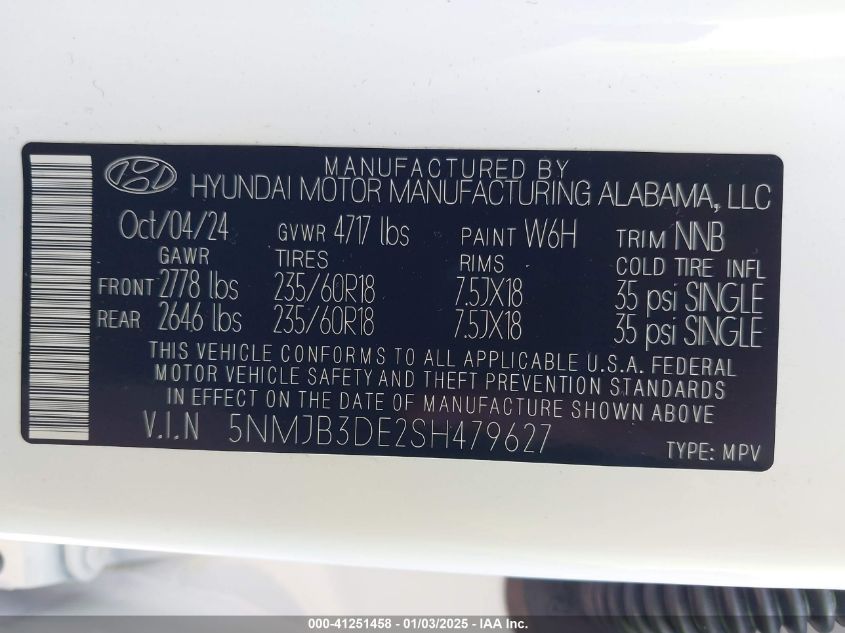 MANUFACTURED BY
HYUNDAI MOTOR MANUFACTURING ALABAMA, LLC
Oct/04/24 GVWR 4717 lbs PAINT W6H TRIM NNB
GAWR TIRES RIMS COLD TIRE INFL
FRONT 2778 lbs 235/60R18 7.5JX18 35 psi SINGLE
REAR 2646 lbs 235/60R18 7.5JX18 35 psi SINGLE
THIS VEHICLE CONFORMS TO ALL APPLICABLE U.S.A. FEDERAL
MOTOR VEHICLE SAFETY AND THEFT PREVENTION STANDARDS
IN EFFECT ON THE DATE OF MANUFACTURE SHOWN ABOVE
V.I.N 5NMJB3DE2SH479627
TYPE: MPV
000-41251458 - 01/03/2025 - IAA Inc.